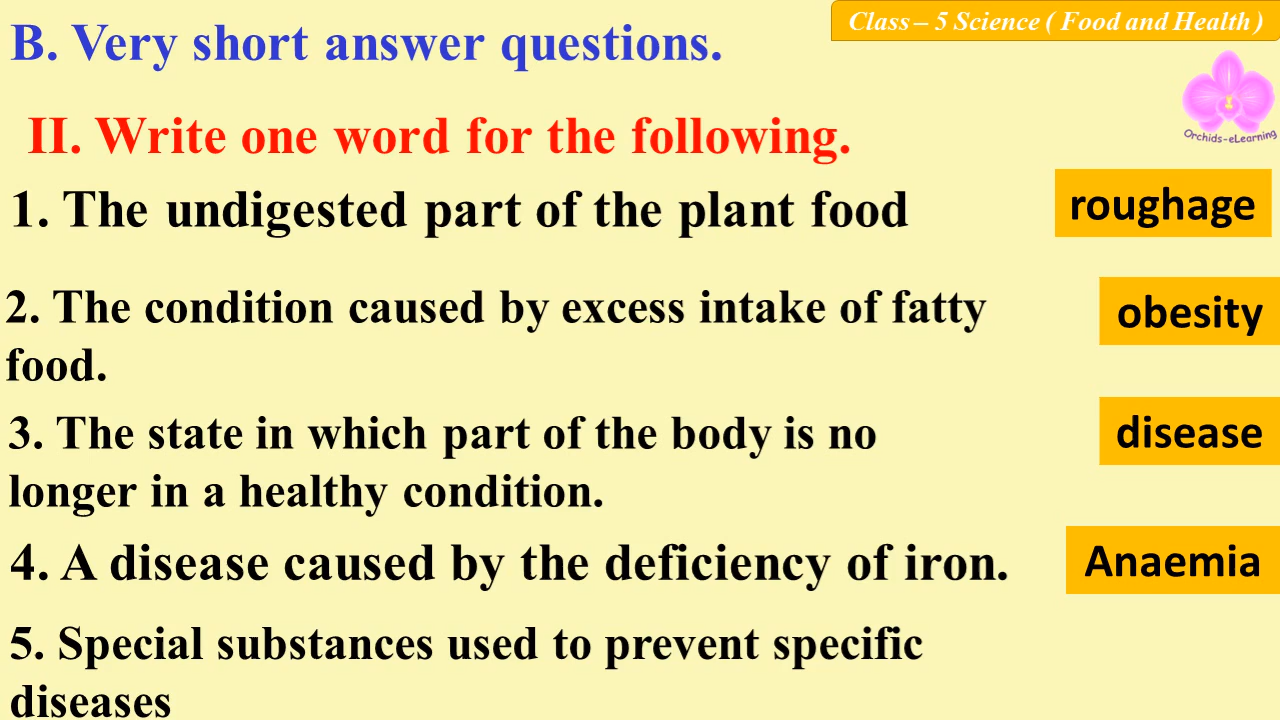 Class – 5 Science ( Food and Health )
B. Very short answer questions.
Orchids-eLearning
II. Write one word for the following.
1. The undigested part of the plant food
roughage
2. The condition caused by excess intake of fatty
food.
obesity
3. The state in which part of the body is no
longer in a healthy condition.
disease
4. A disease caused by the deficiency of iron.
Anaemia
5. Special substances used to prevent specific
diseases